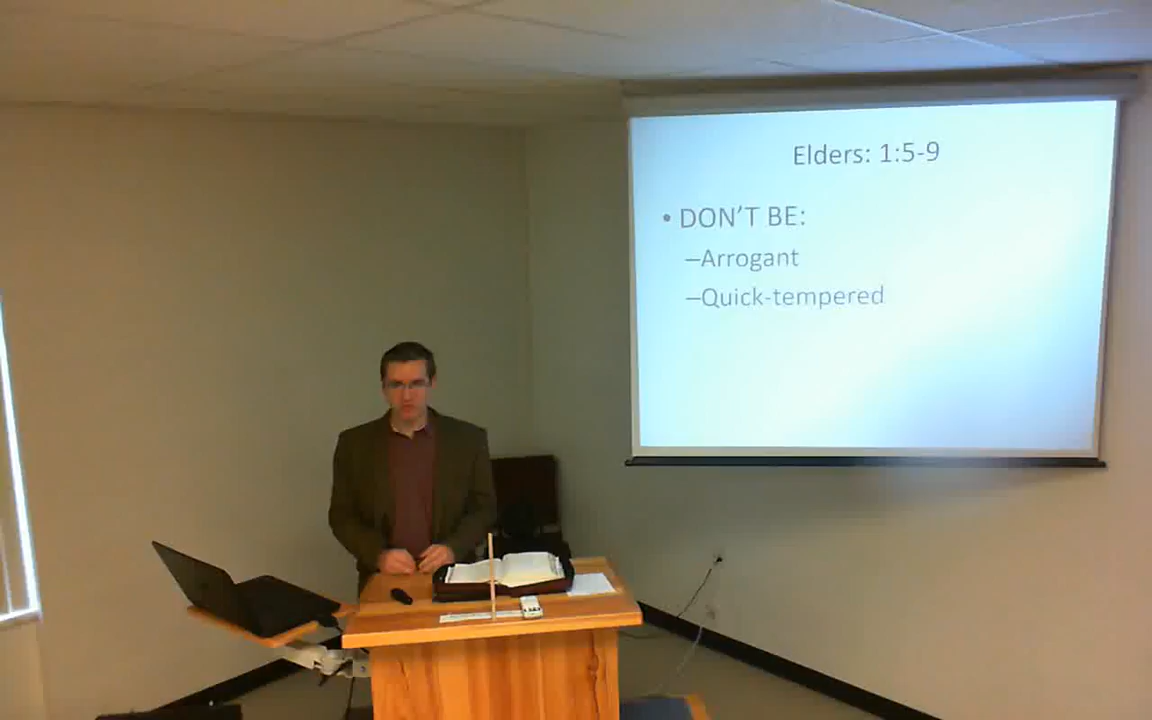 Elders: 1:5-9
• DON'T BE:
–Arrogant
–Quick-tempered